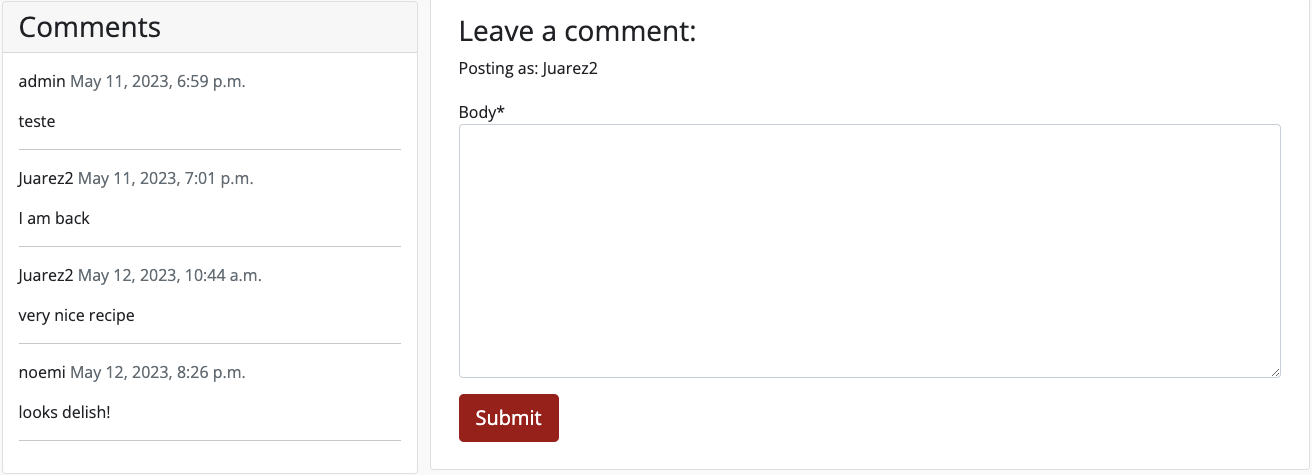 Comments
admin May 11, 2023, 6:59 p.m.
teste
Juarez2 May 11, 2023, 7:01 p.m.
I am back
Juarez2 May 12, 2023, 10:44 a.m.
very nice recipe
noemi May 12, 2023, 8:26 p.m.
looks delish!
Leave a comment:
Posting as: Juarez2
Body*
Submit